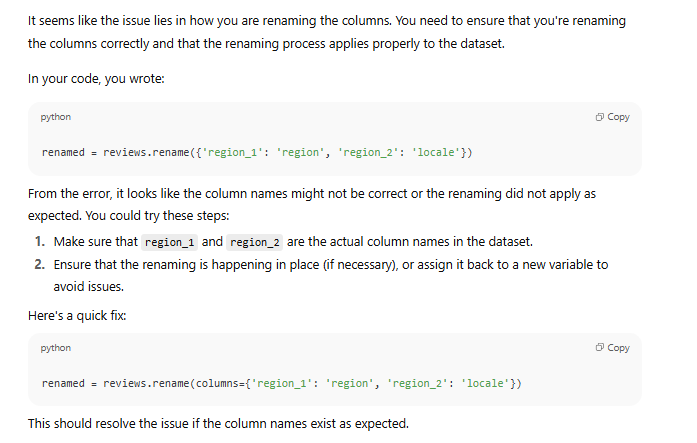 It seems like the issue lies in how you are renaming the columns. You need to ensure that you're renaming
the columns correctly and that the renaming process applies properly to the dataset.
In your code, you wrote:
python
Copy
renamed = reviews.rename({'region_1': 'region', 'region_2': 'locale'})
From the error, it looks like the column names might not be correct or the renaming did not apply as
expected. You could try these steps:
1. Make sure that region_1 and region_2 are the actual column names in the dataset.
2. Ensure that the renaming is happening in place (if necessary), or assign it back to a new variable to
avoid issues.
Here's a quick fix:
python
Copy
renamed = reviews.rename(columns={'region_1': 'region', 'region_2': 'locale'})
This should resolve the issue if the column names exist as expected.